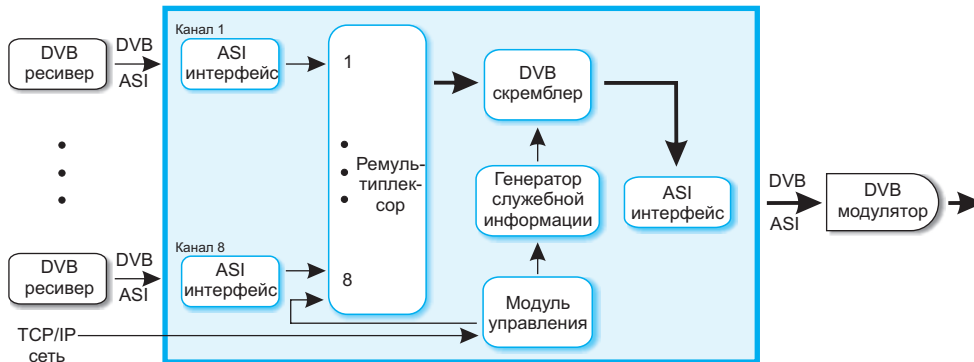 DVB
ресивер
DVB
ASI
Канал 1
ASI
интерфейс
1
Ремуль-
типлек-
сор
8
DVB
скремблер
Генератор
служебной
информации
Модуль
управления
ASI
интерфейс
DVB
ASI
DVB
модулятор
DVB
ресивер
DVB
ASI
Канал 8
ASI
интерфейс
TCP/IP
сеть